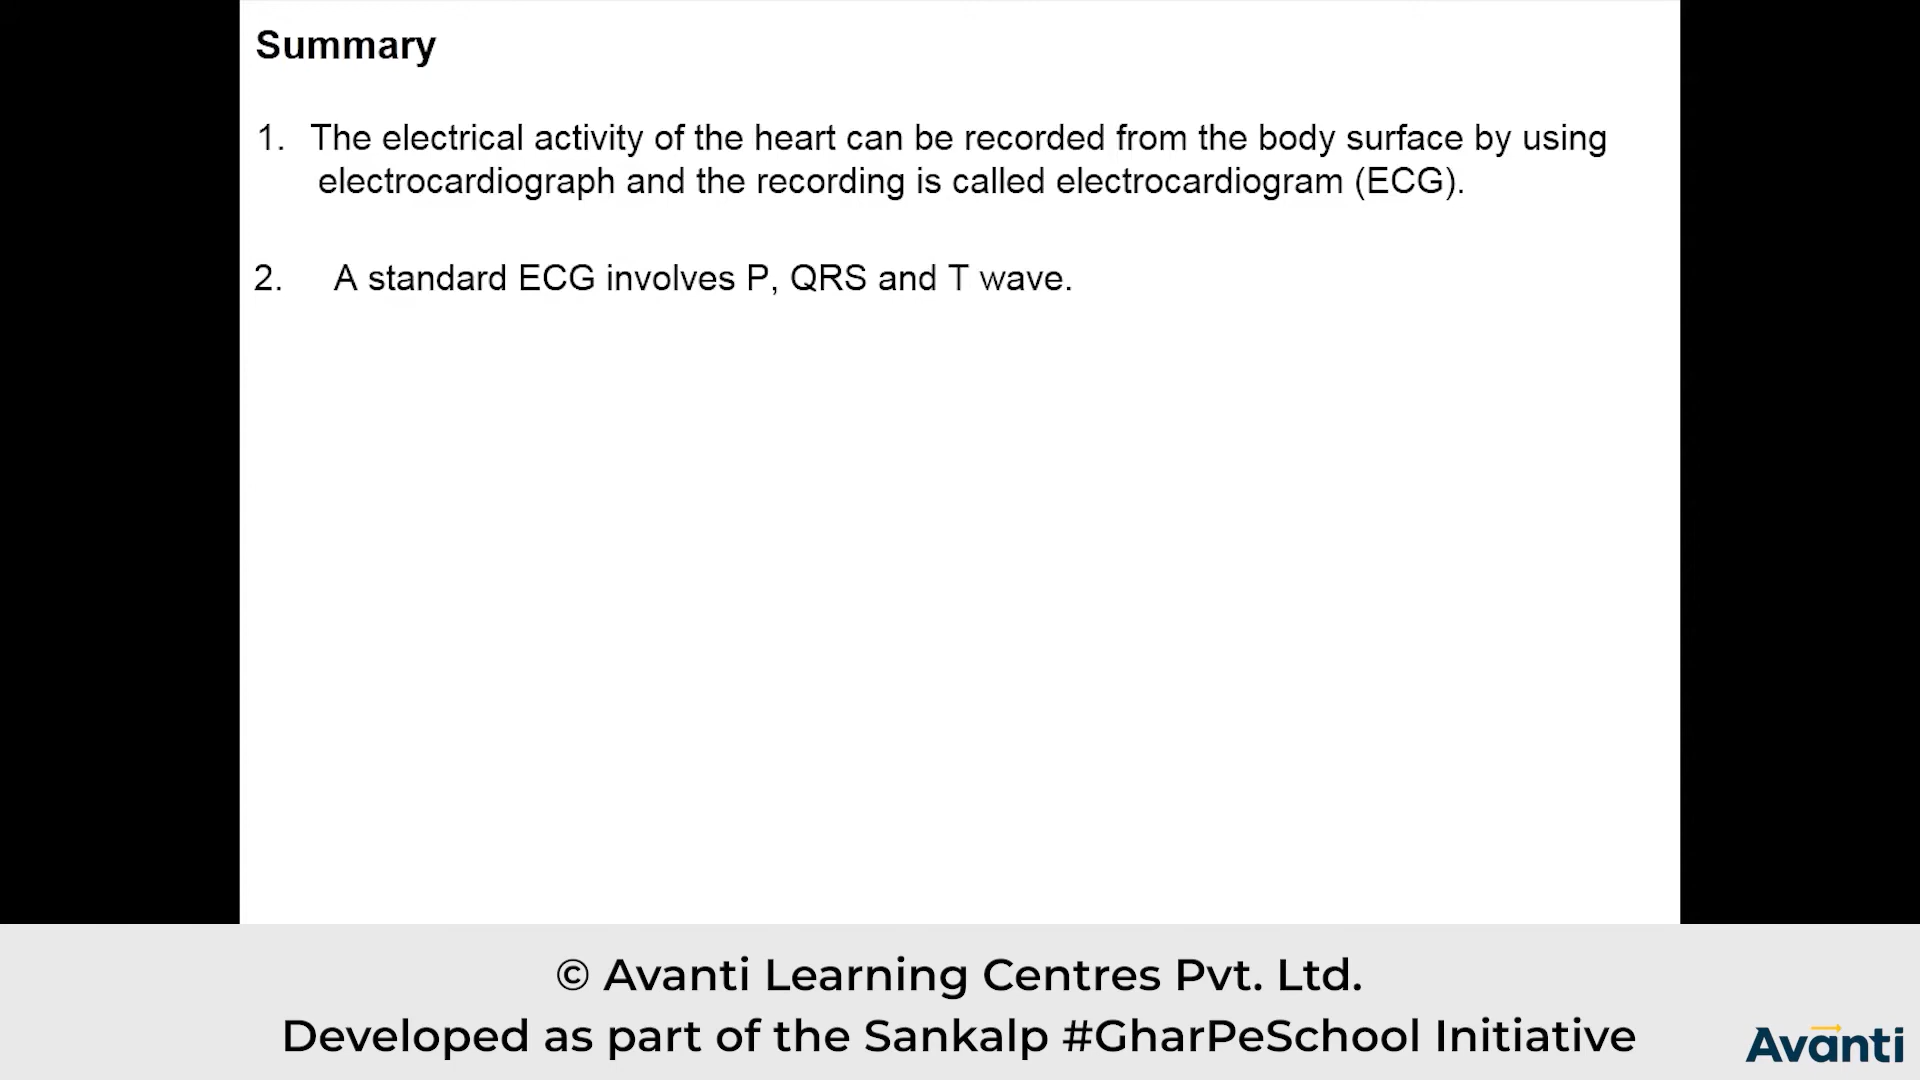 Summary
1. The electrical activity of the heart can be recorded from the body surface by using
electrocardiograph and the recording is called electrocardiogram (ECG).
2. A standard ECG involves P, QRS and T wave.
© Avanti Learning Centres Pvt. Ltd.
Developed as part of the Sankalp #GharPeSchool Initiative
Avanti